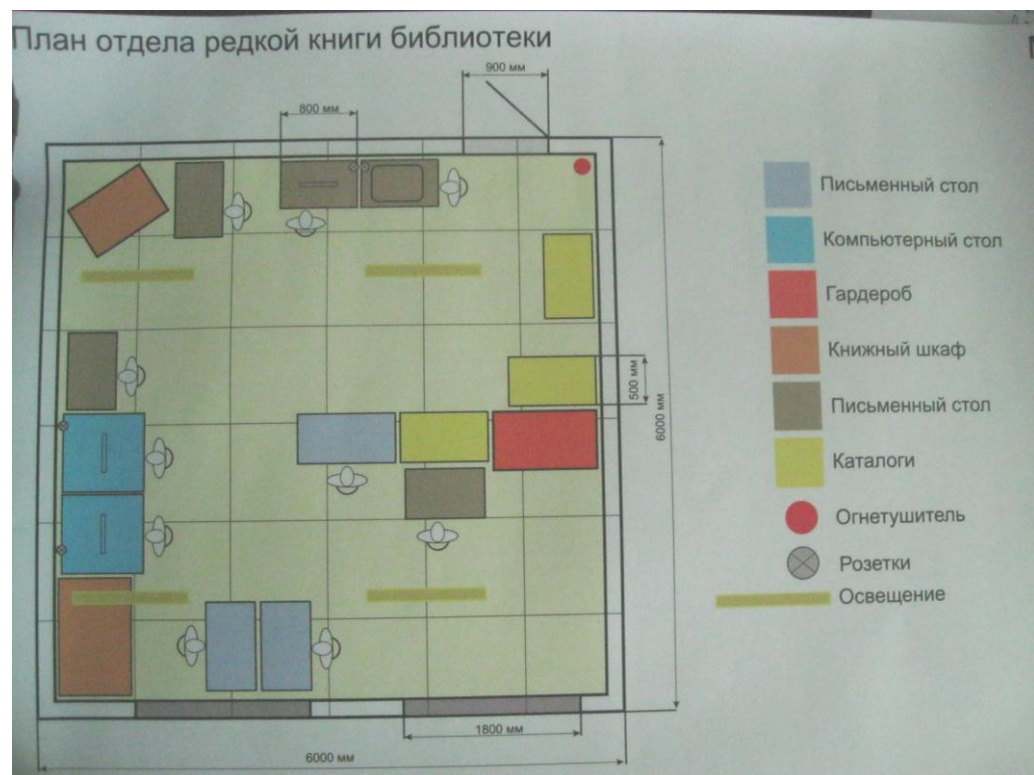 План отдела редкой книги библиотеки
900 мм
800 мм
500 мм
6000 мм
1800 мм
6000 мм
Письменный стол
Компьютерный стол
Гардероб
Книжный шкаф
Письменный стол
Каталоги
Огнетушитель
Розетки
Освещение